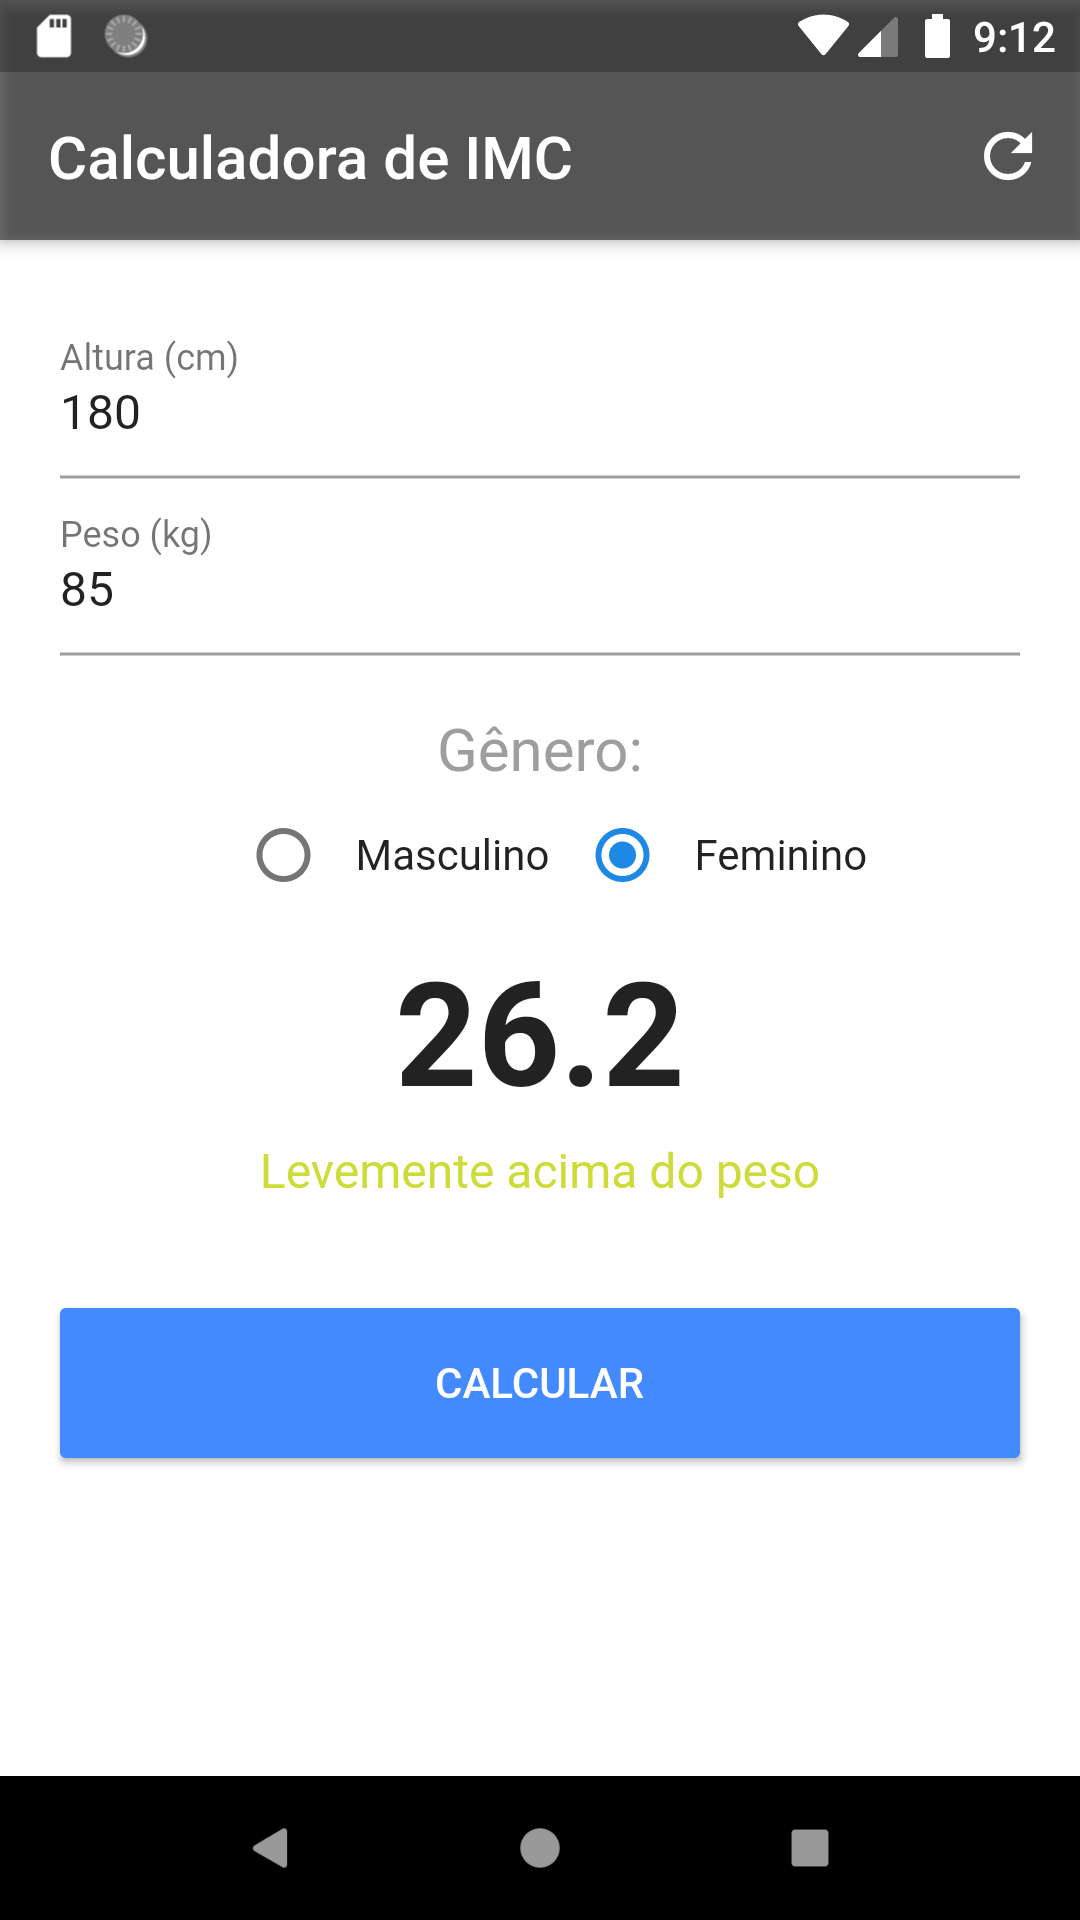 9:12
Calculadora de IMC
Altura (cm)
180
Peso (kg)
85
Gênero:
Masculino Feminino
26.2
Levemente acima do peso
CALCULAR